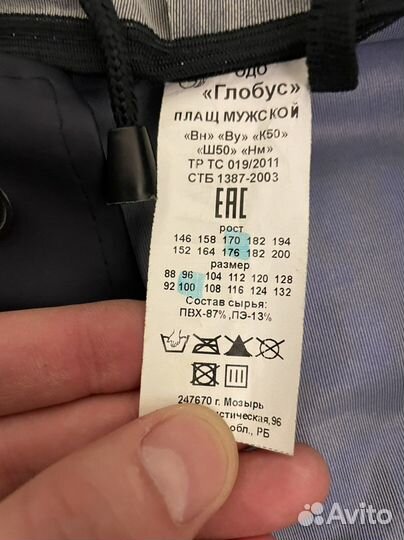 ОДО
«Глобус»
ПЛАЩ МУЖСКОЙ
«Вн» «Ву» «К50»
«Ш50» «Нм»
ТР ТС 019/2011
СТБ 1387-2003
EAC
рост
146 158 170 182 194
152 164 176 182 200
размер
88 96 104 112 120 128
92 100 108 116 124 132
Состав сырья:
ПВХ-87% ,ПЭ-13%
247670 г. Мозырь
96
обл., РБ
Avito